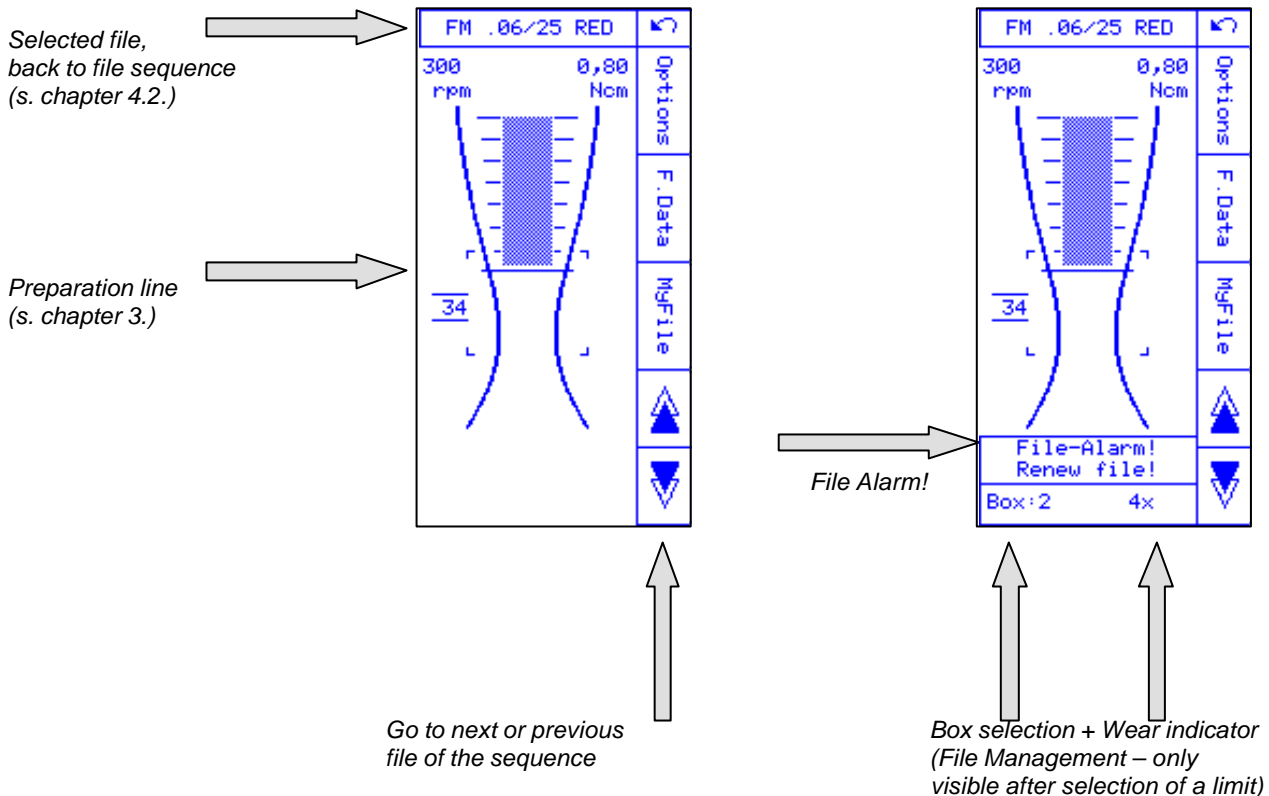 Selected file,
back to file sequence
(s. chapter 4.2.)
Preparation line
(s. chapter 3.)
FM .06/25 RED
300
rpm
0,80
Ncm
34
Options
F.Data
MyFile
Go to next or previous
file of the sequence
File Alarm!
FM .06/25 RED
300
rpm
0,80
Ncm
34
Options
F.Data
MyFile
File-Alarm!
Renew file!
Box:2 4x
Box selection + Wear indicator
(File Management – only
visible after selection of a limit)